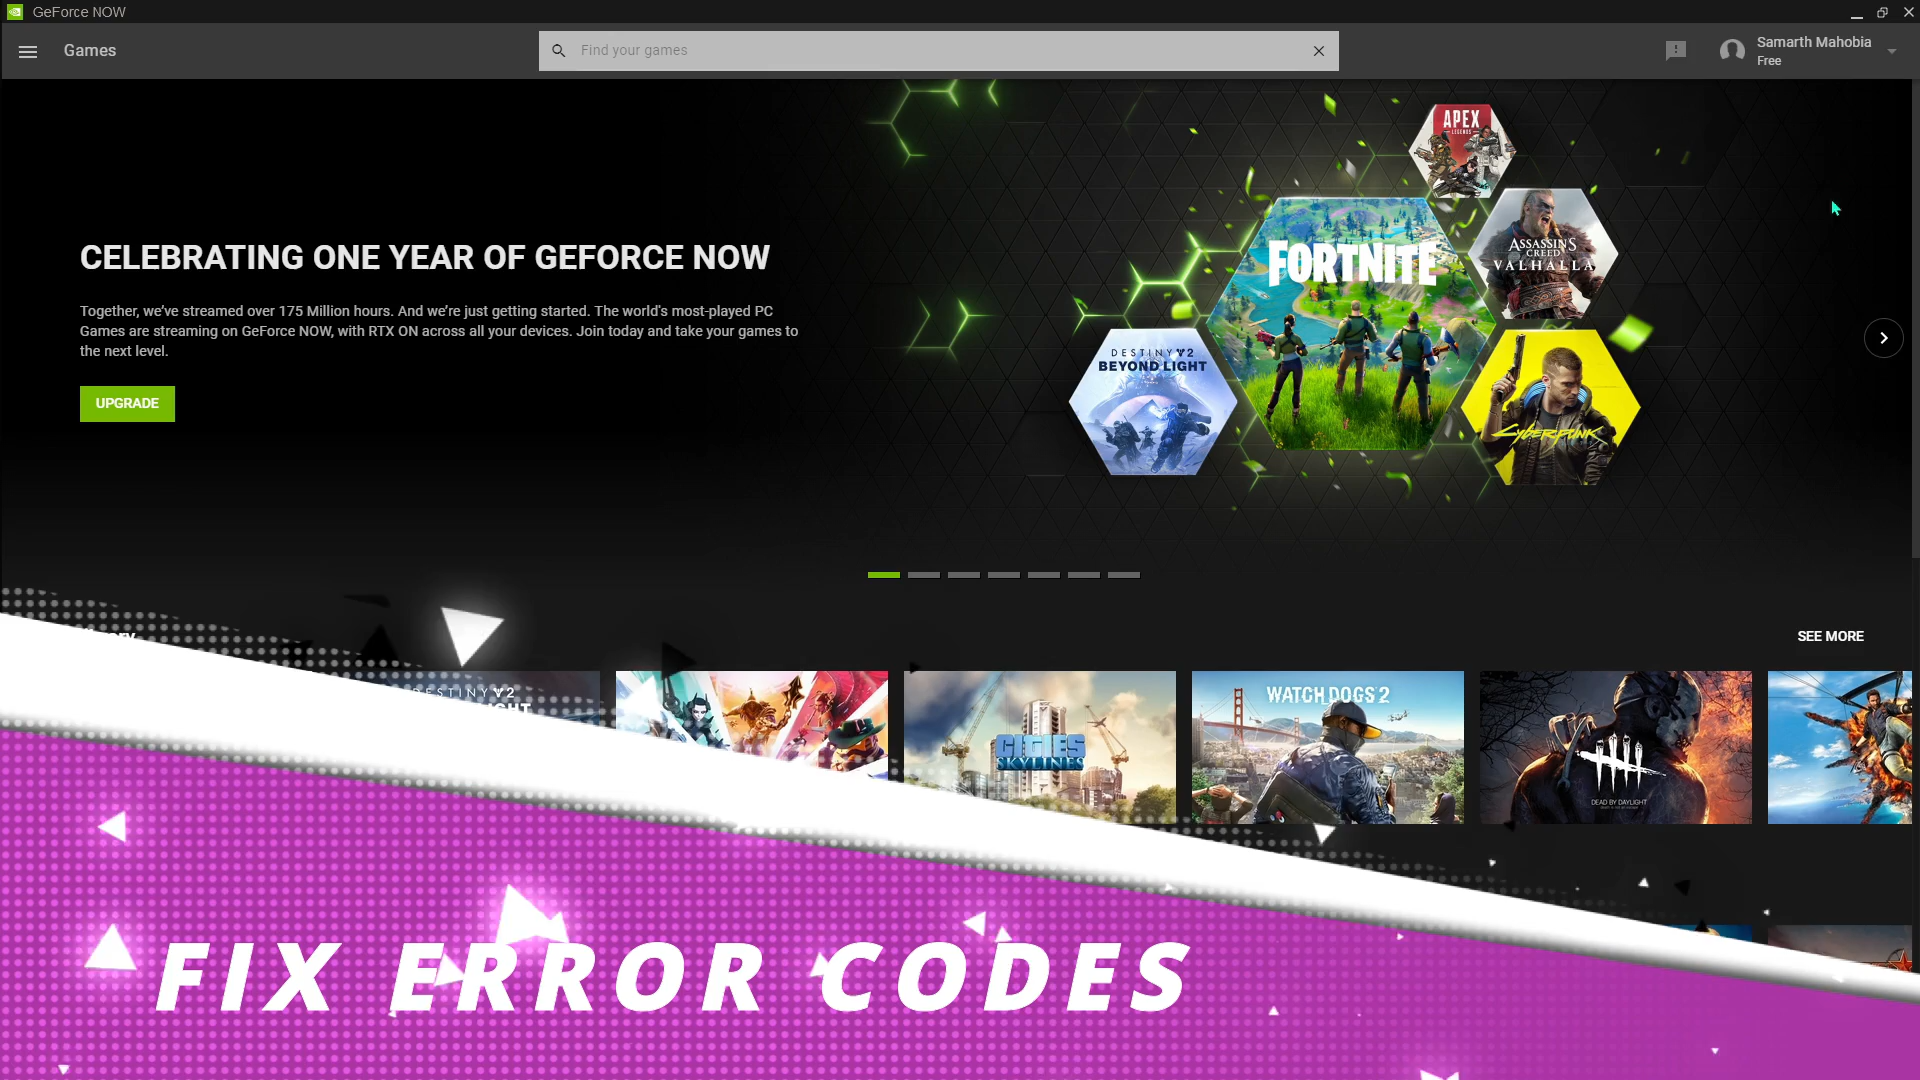 GeForce NOW
Games
Find your games
Samarth Mahobia
Free
APEX
LEGENDS
FORTNITE
ASSASSIN'S
CREED
VALHALLA
CELEBRATING ONE YEAR OF GEFORCE NOW
Together, we've streamed over 175 Million hours. And we're just getting started. The world's most-played PC
Games are streaming on GeForce NOW, with RTX ON across all your devices. Join today and take your games to
the next level.
UPGRADE
DESTINY 2
BEYOND LIGHT
CYBERPUNK
SEE MORE
DESTINY 2
CITIES
SKYLINES
WATCH DOGS 2
DEAD BY DAYLIGHT
FIX ERROR CODES